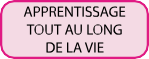 APPRENTISSAGE
TOUT AU LONG
DE LA VIE